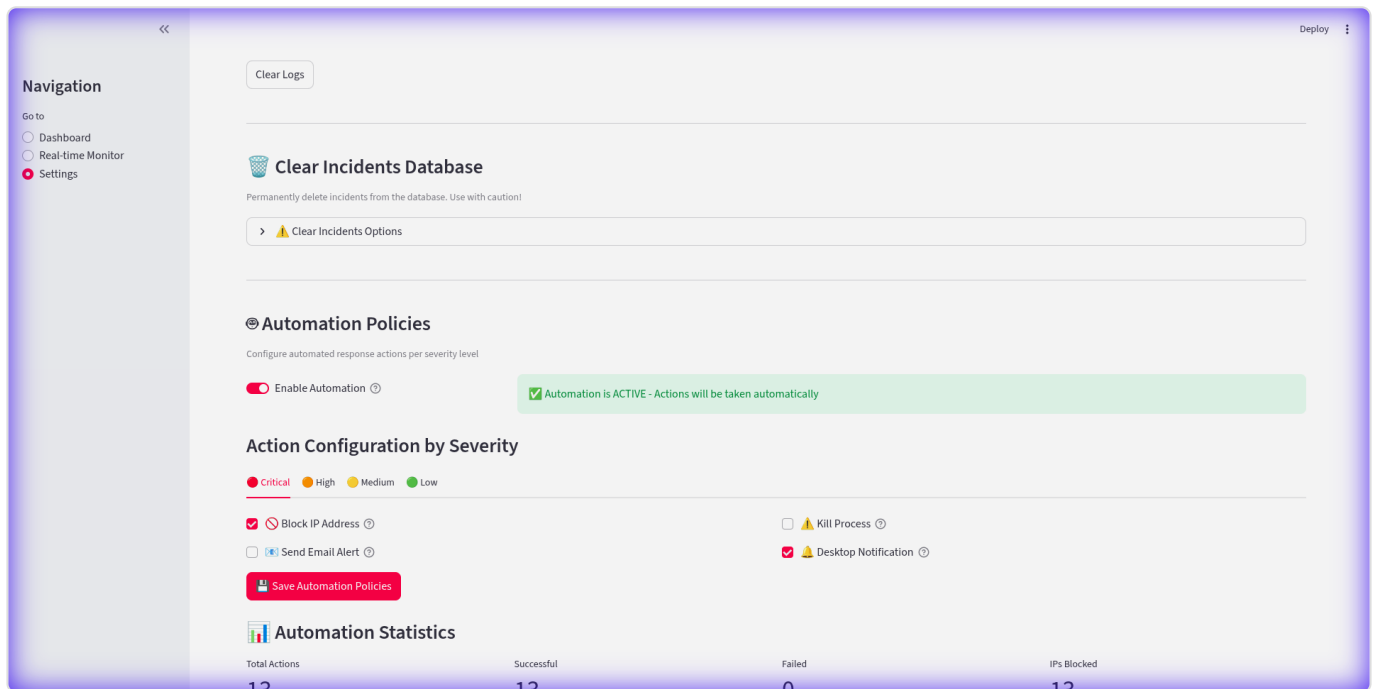 Deploy
Navigation
Go to
Dashboard
Real-time Monitor
Settings
Clear Logs
🗑️ Clear Incidents Database
Permanently delete incidents from the database. Use with caution!
⚠️ Clear Incidents Options
Automation Policies
Configure automated response actions per severity level
Enable Automation
✅ Automation is ACTIVE - Actions will be taken automatically
Action Configuration by Severity
🔴 Critical 🟠 High 🟡 Medium 🟢 Low
🚫 Block IP Address ⚠️ Kill Process
📧 Send Email Alert 🔔 Desktop Notification
💾 Save Automation Policies
📊 Automation Statistics
Total Actions Successful Failed IPs Blocked